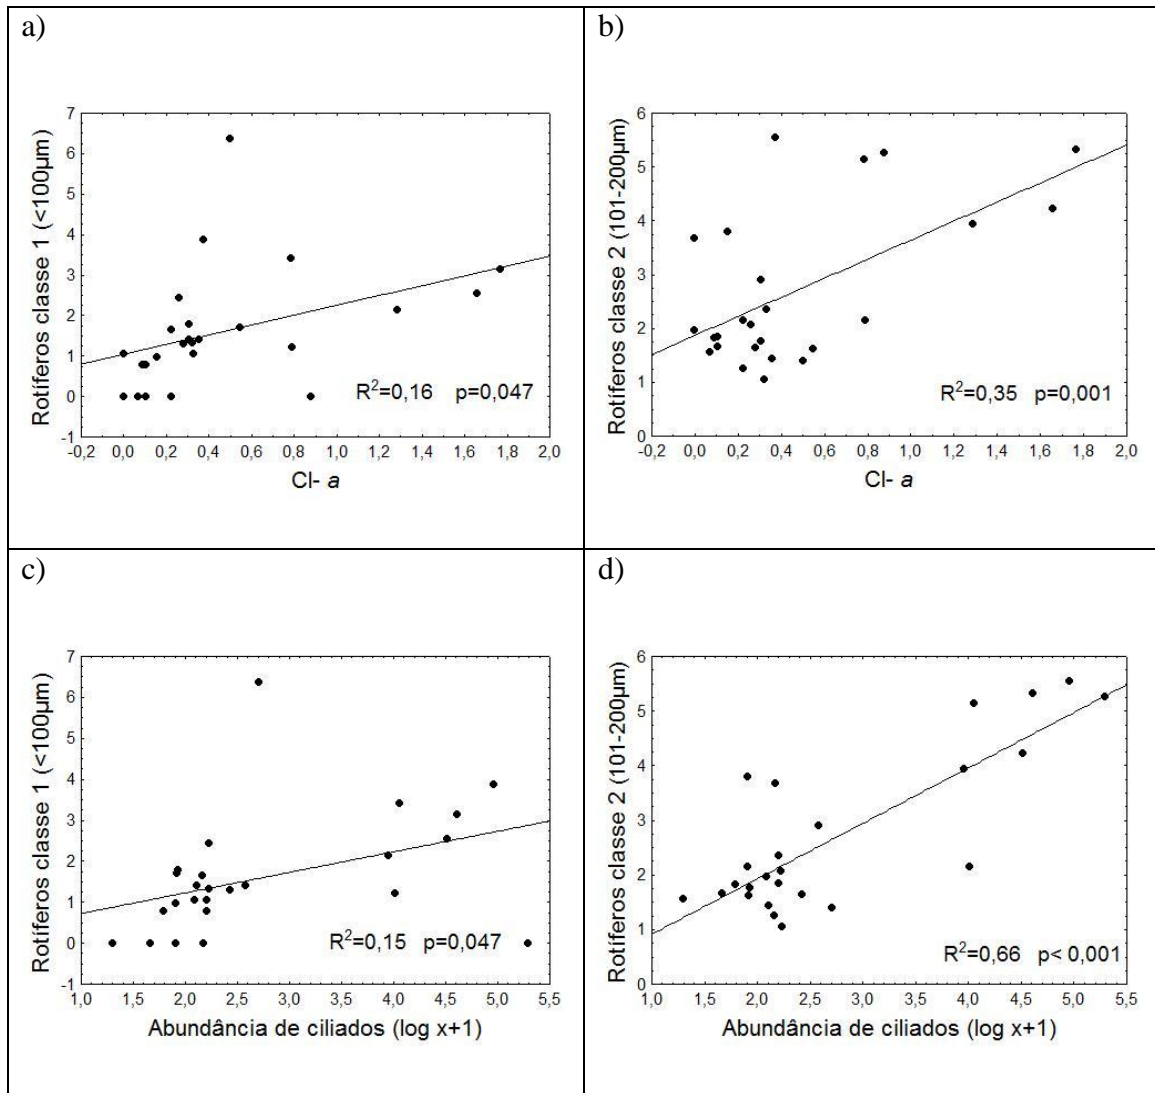 a)
Rotíferos classe 1 (<100µm)
7
6
5
4
3
2
1
0
-1
R²=0,16 p=0,047
-0,2 0,0 0,2 0,4 0,6 0,8 1,0 1,2 1,4 1,6 1,8 2,0
Cl- a
b)
Rotíferos classe 2 (101-200µm)
6
5
4
3
2
1
0
R²=0,35 p=0,001
-0,2 0,0 0,2 0,4 0,6 0,8 1,0 1,2 1,4 1,6 1,8 2,0
Cl- a
c)
Rotíferos classe 1 (<100µm)
7
6
5
4
3
2
1
0
-1
R²=0,15 p=0,047
1,0 1,5 2,0 2,5 3,0 3,5 4,0 4,5 5,0 5,5
Abundância de ciliados (log x+1)
d)
Rotíferos classe 2 (101-200µm)
6
5
4
3
2
1
0
R²=0,66 p< 0,001
1,0 1,5 2,0 2,5 3,0 3,5 4,0 4,5 5,0 5,5
Abundância de ciliados (log x+1)